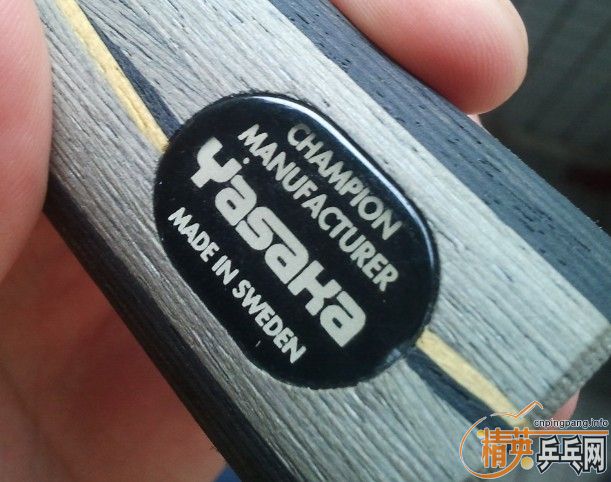 CHAMPION
MANUFACTURER
Yasaka
MADE IN SWEDEN
cnpingpang.info
精英乒乓网